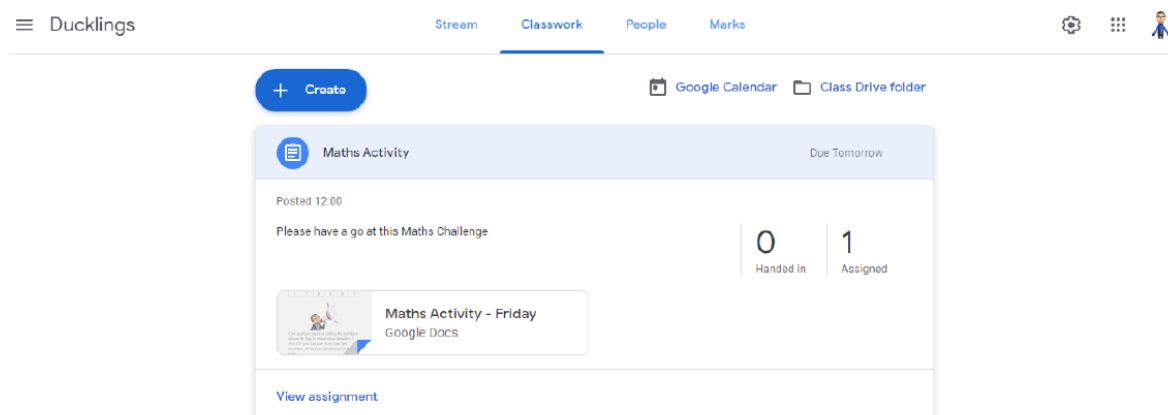 Ducklings
Stream Classwork People Marks
Create
Google Calendar Class Drive folder
Maths Activity
Due Tomorrow
Posted 12:00
Please have a go at this Maths Challenge
0 1
Handed in Assigned
Maths Activity - Friday
Google Docs
View assignment